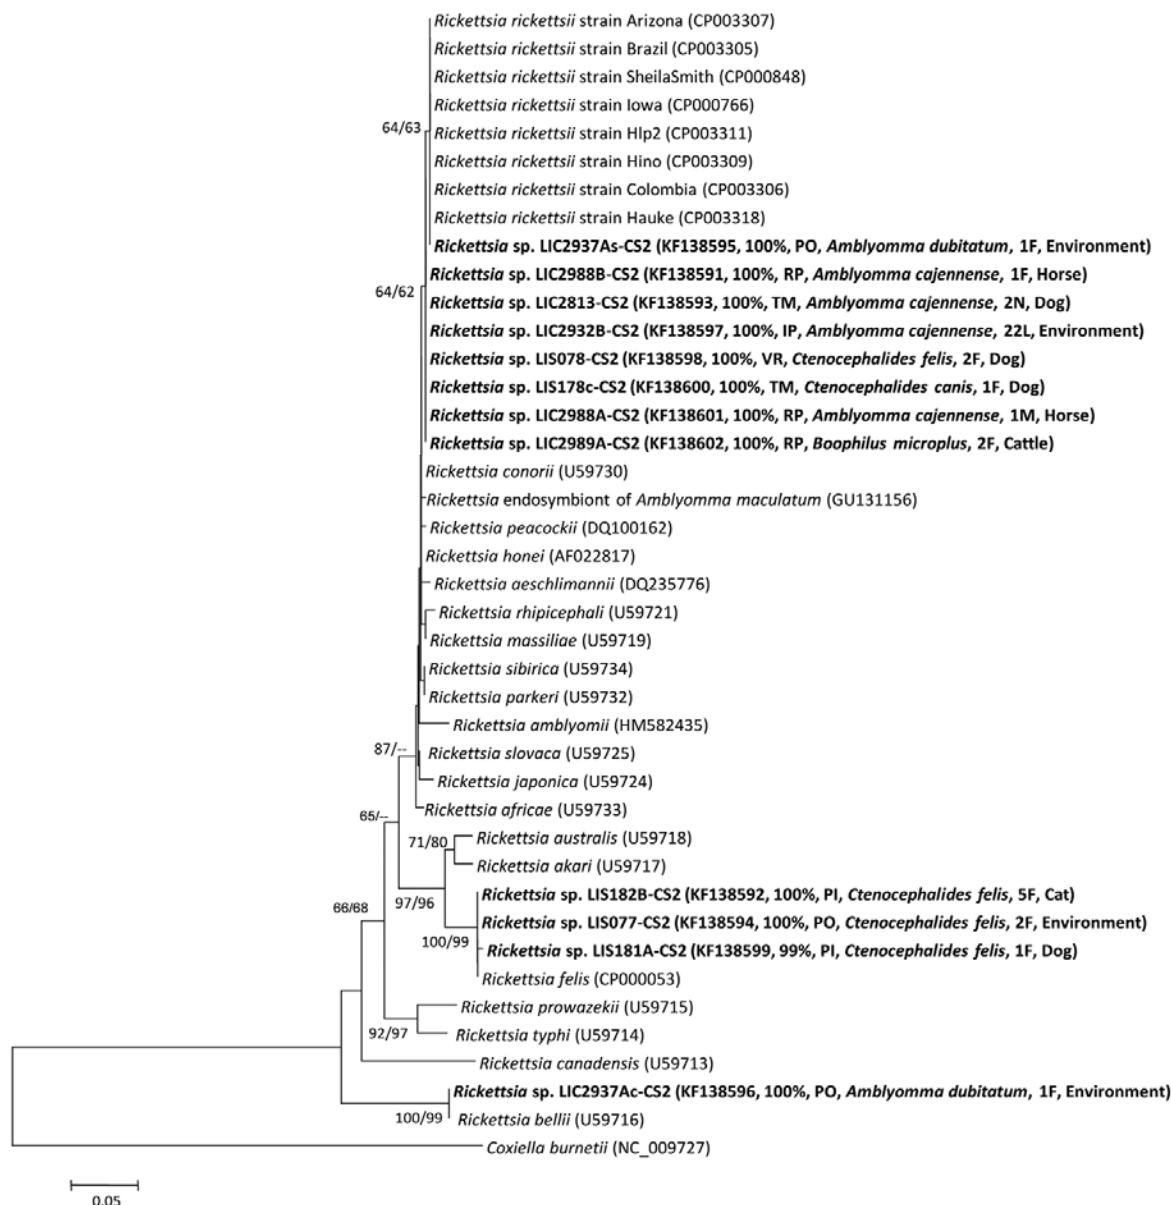 Rickettsia rickettsii strain Arizona (CP003307)
Rickettsia rickettsii strain Brazil (CP003305)
Rickettsia rickettsii strain SheilaSmith (CP000848)
Rickettsia rickettsii strain Iowa (CP000766)
64/63
Rickettsia rickettsii strain Hlp2 (CP003311)
Rickettsia rickettsii strain Hino (CP003309)
Rickettsia rickettsii strain Colombia (CP003306)
Rickettsia rickettsii strain Hauke (CP003318)
Rickettsia sp. LIC2937As-CS2 (KF138595, 100%, PO, Amblyomma dubitatum, 1F, Environment)
Rickettsia sp. LIC2988B-CS2 (KF138591, 100%, RP, Amblyomma cajennense, 1F, Horse)
64/62
Rickettsia sp. LIC2813-CS2 (KF138593, 100%, TM, Amblyomma cajennense, 2N, Dog)
Rickettsia sp. LIC2932B-CS2 (KF138597, 100%, IP, Amblyomma cajennense, 22L, Environment)
Rickettsia sp. LIS078-CS2 (KF138598, 100%, VR, Ctenocephalides felis, 2F, Dog)
Rickettsia sp. LIS178c-CS2 (KF138600, 100%, TM, Ctenocephalides canis, 1F, Dog)
Rickettsia sp. LIC2988A-CS2 (KF138601, 100%, RP, Amblyomma cajennense, 1M, Horse)
Rickettsia sp. LIC2989A-CS2 (KF138602, 100%, RP, Boophilus microplus, 2F, Cattle)
Rickettsia conorii (U59730)
Rickettsia endosymbiont of Amblyomma maculatum (GU131156)
Rickettsia peacockii (DQ100162)
Rickettsia honei (AF022817)
Rickettsia aeschlimannii (DQ235776)
Rickettsia rhipicephali (U59721)
Rickettsia massiliae (U59719)
Rickettsia sibirica (U59734)
Rickettsia parkeri (U59732)
Rickettsia amblyomii (HM582435)
87/--
Rickettsia slovaca (U59725)
Rickettsia japonica (U59724)
Rickettsia africae (U59733)
65/--
Rickettsia australis (U59718)
71/80
Rickettsia akari (U59717)
Rickettsia sp. LIS182B-CS2 (KF138592, 100%, PI, Ctenocephalides felis, 5F, Cat)
97/96
66/68
Rickettsia sp. LIS077-CS2 (KF138594, 100%, PO, Ctenocephalides felis, 2F, Environment)
100/99
Rickettsia sp. LIS181A-CS2 (KF138599, 99%, PI, Ctenocephalides felis, 1F, Dog)
Rickettsia felis (CP000053)
Rickettsia prowazekii (U59715)
92/97
Rickettsia typhi (U59714)
Rickettsia canadensis (U59713)
Rickettsia sp. LIC2937Ac-CS2 (KF138596, 100%, PO, Amblyomma dubitatum, 1F, Environment)
100/99
Rickettsia bellii (U59716)
Coxiella burnetii (NC_009727)
0.05